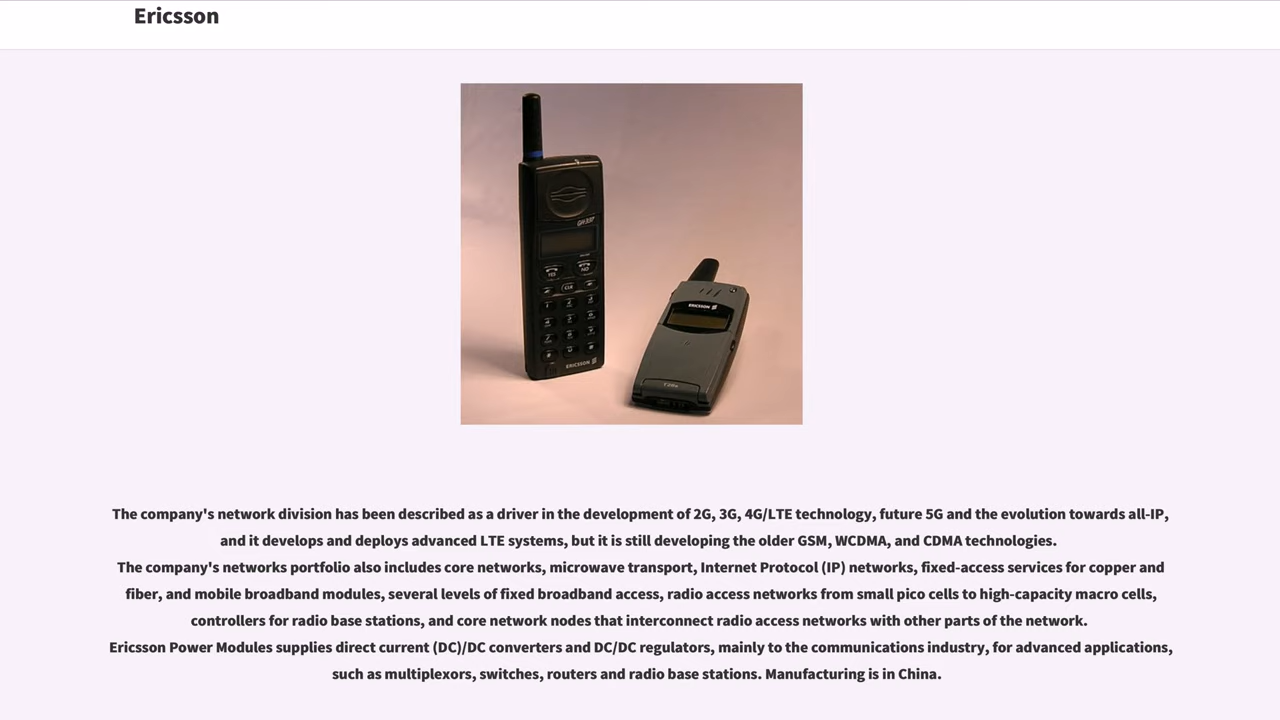 Ericsson
GH337
YES
NO
CLR
ERICSSON
ERICSSON
The company's network division has been described as a driver in the development of 2G, 3G, 4G/LTE technology, future 5G and the evolution towards all-IP,
and it develops and deploys advanced LTE systems, but it is still developing the older GSM, WCDMA, and CDMA technologies.
The company's networks portfolio also includes core networks, microwave transport, Internet Protocol (IP) networks, fixed-access services for copper and
fiber, and mobile broadband modules, several levels of fixed broadband access, radio access networks from small pico cells to high-capacity macro cells,
controllers for radio base stations, and core network nodes that interconnect radio access networks with other parts of the network.
Ericsson Power Modules supplies direct current (DC)/DC converters and DC/DC regulators, mainly to the communications industry, for advanced applications,
such as multiplexors, switches, routers and radio base stations. Manufacturing is in China.